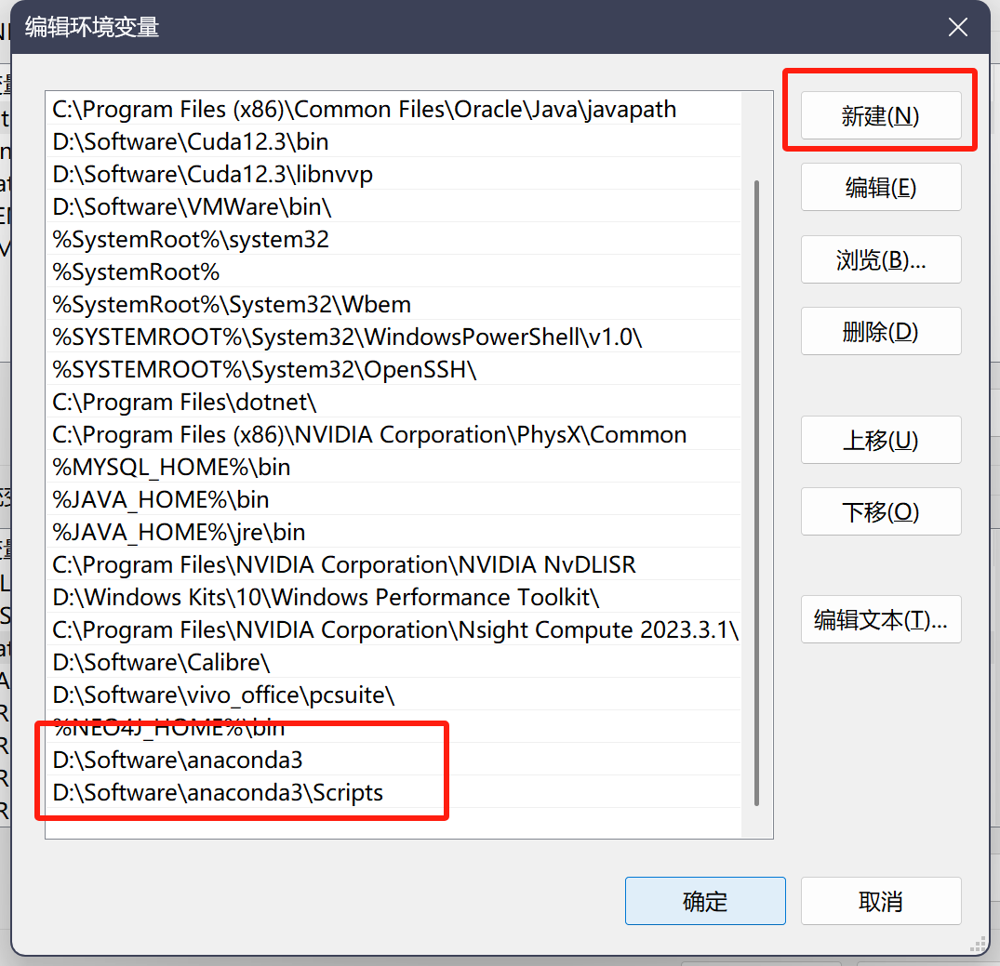 编辑环境变量
C:\Program Files (x86)\Common Files\Oracle\Java\javapath
D:\Software\Cuda12.3\bin
D:\Software\Cuda12.3\libnvvp
D:\Software\VMWare\bin\
%SystemRoot%\system32
%SystemRoot%
%SystemRoot%\System32\Wbem
%SYSTEMROOT%\System32\WindowsPowerShell\v1.0\
%SYSTEMROOT%\System32\OpenSSH\
C:\Program Files\dotnet\
C:\Program Files (x86)\NVIDIA Corporation\PhysX\Common
%MYSQL_HOME%\bin
%JAVA_HOME%\bin
%JAVA_HOME%\jre\bin
C:\Program Files\NVIDIA Corporation\NVIDIA NvDLISR
D:\Windows Kits\10\Windows Performance Toolkit\
C:\Program Files\NVIDIA Corporation\Nsight Compute 2023.3.1\
D:\Software\Calibre\
D:\Software\vivo_office\pcsuite\
%NEO4J_HOME%\bin
D:\Software\anaconda3
D:\Software\anaconda3\Scripts
新建(N)
编辑(E)
浏览(B)...
删除(D)
上移(U)
下移(O)
编辑文本(T)...
确定
取消